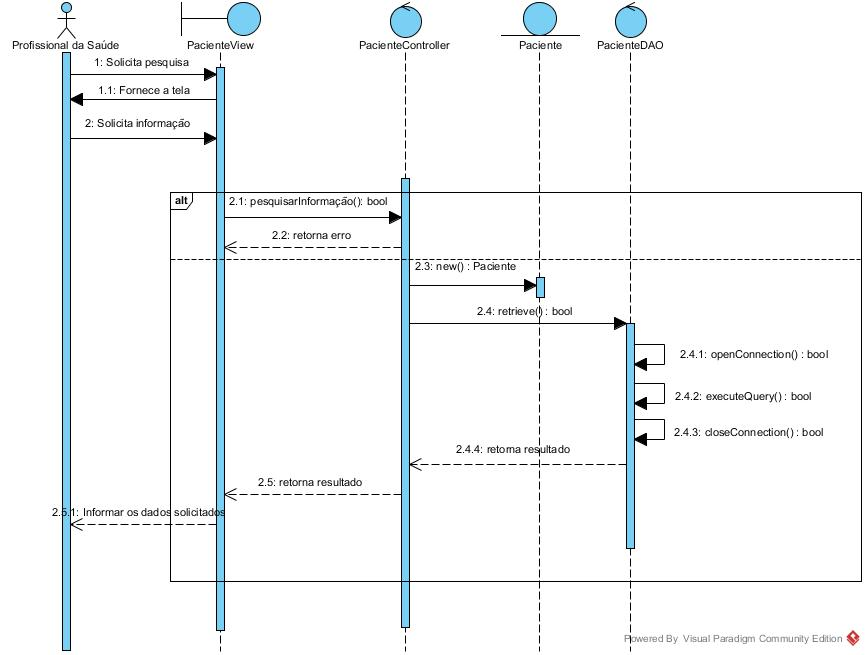 Profissional da Saúde
PacienteView
PacienteController
Paciente
PacienteDAO
1: Solicita pesquisa
1.1: Fornece a tela
2: Solicita informação
alt
2.1: pesquisarInformação(): bool
2.2: retorna erro
2.3: new() : Paciente
2.4: retrieve() : bool
2.4.1: openConnection() : bool
2.4.2: executeQuery() : bool
2.4.3: closeConnection() : bool
2.4.4: retorna resultado
2.5: retorna resultado
2.5.1: Informar os dados solicitados
Powered By Visual Paradigm Community Edition